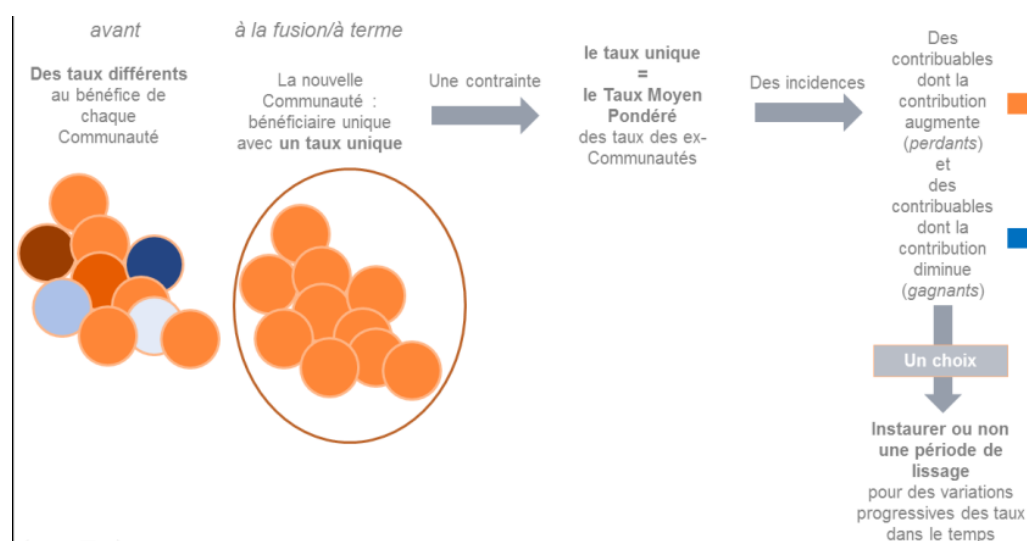 avant
Des taux différents
au bénéfice de
chaque
Communauté
à la fusion/à terme
La nouvelle
Communauté :
bénéficiaire unique
avec un taux unique
Une contrainte
le taux unique
=
le Taux Moyen
Pondéré
des taux des ex-
Communautés
Des incidences
Des
contribuables
dont la
contribution
augmente
(perdants)
et
des
contribuables
dont la
contribution
diminue
(gagnants)
Un choix
Instaurer ou non
une période de
lissage
pour des variations
progressives des taux
dans le temps